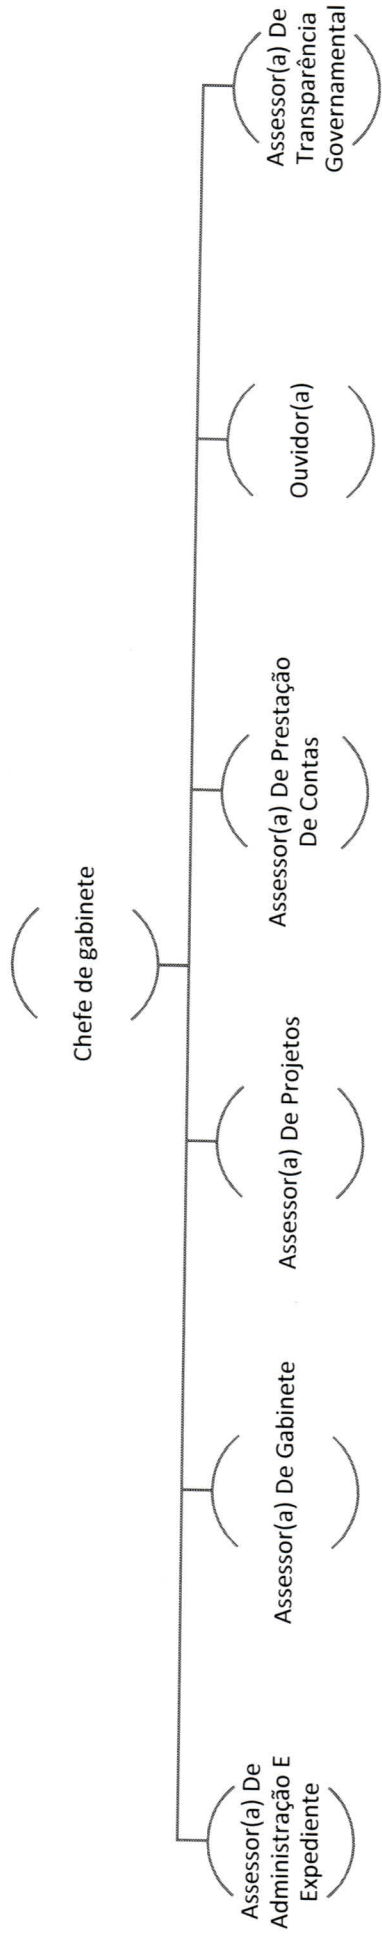 Chefe de gabinete
Assessor(a) De
Administração E
Expediente
Assessor(a) De Gabinete
Assessor(a) De Projetos
Assessor(a) De Prestação
De Contas
Ouvidor(a)
Assessor(a) De
Transparência
Governamental